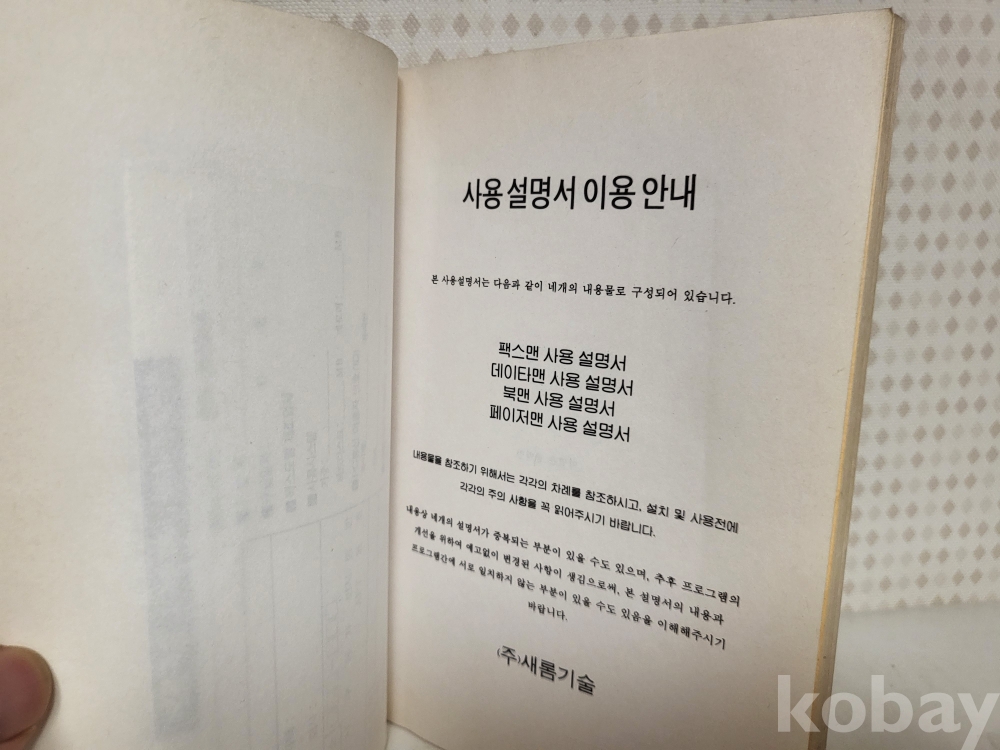 사용 설명서 이용 안내
본 사용설명서는 다음과 같이 네개의 내용물로 구성되어 있습니다.
팩스맨 사용 설명서
데이타맨 사용 설명서
북맨 사용 설명서
페이저맨 사용 설명서
내용물을 참조하기 위해서는 각각의 차례를 참조하시고, 설치 및 사용전에
각각의 주의 사항을 꼭 읽어주시기 바랍니다.
내용상 네개의 설명서가 중복되는 부분이 있을 수도 있으며, 추후 프로그램의
개선을 위하여 예고없이 변경된 사항이 생김으로써, 본 설명서의 내용과
프로그램간에 서로 일치하지 않는 부분이 있을 수도 있음을 이해해주시기
바랍니다.
(주)새롬기술
kobay